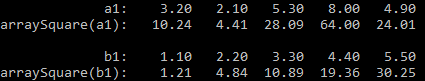 a1: 3.20 2.10 5.30 8.00 4.90
arraySquare(a1): 10.24 4.41 28.09 64.00 24.01
b1: 1.10 2.20 3.30 4.40 5.50
arraySquare(b1): 1.21 4.84 10.89 19.36 30.25